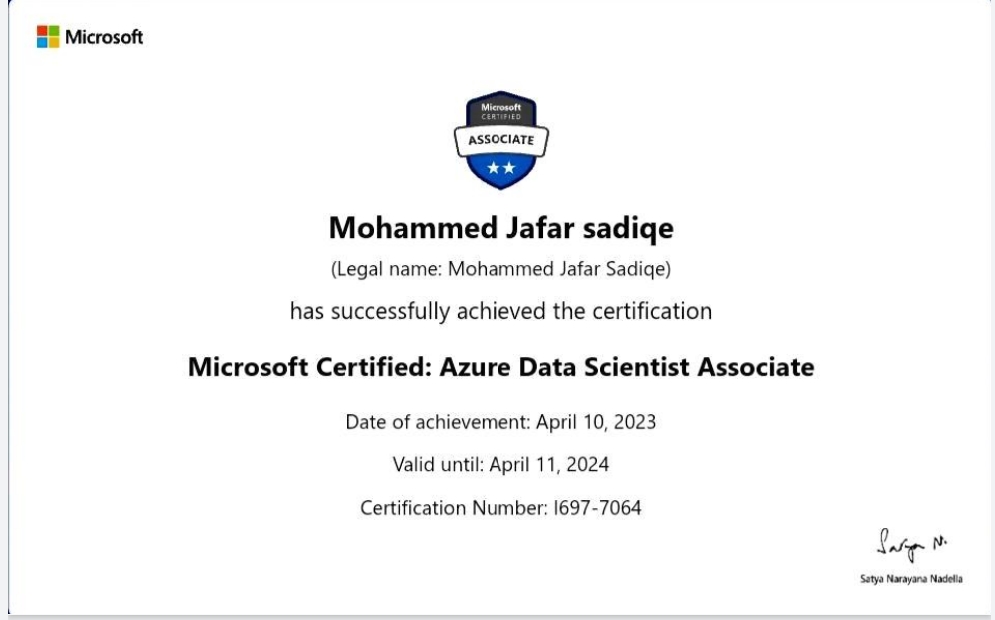 Microsoft
Microsoft
CERTIFIED
ASSOCIATE
Mohammed Jafar sadiqe
(Legal name: Mohammed Jafar Sadiqe)
has successfully achieved the certification
Microsoft Certified: Azure Data Scientist Associate
Date of achievement: April 10, 2023
Valid until: April 11, 2024
Certification Number: I697-7064
Satya N.
Satya Narayana Nadella